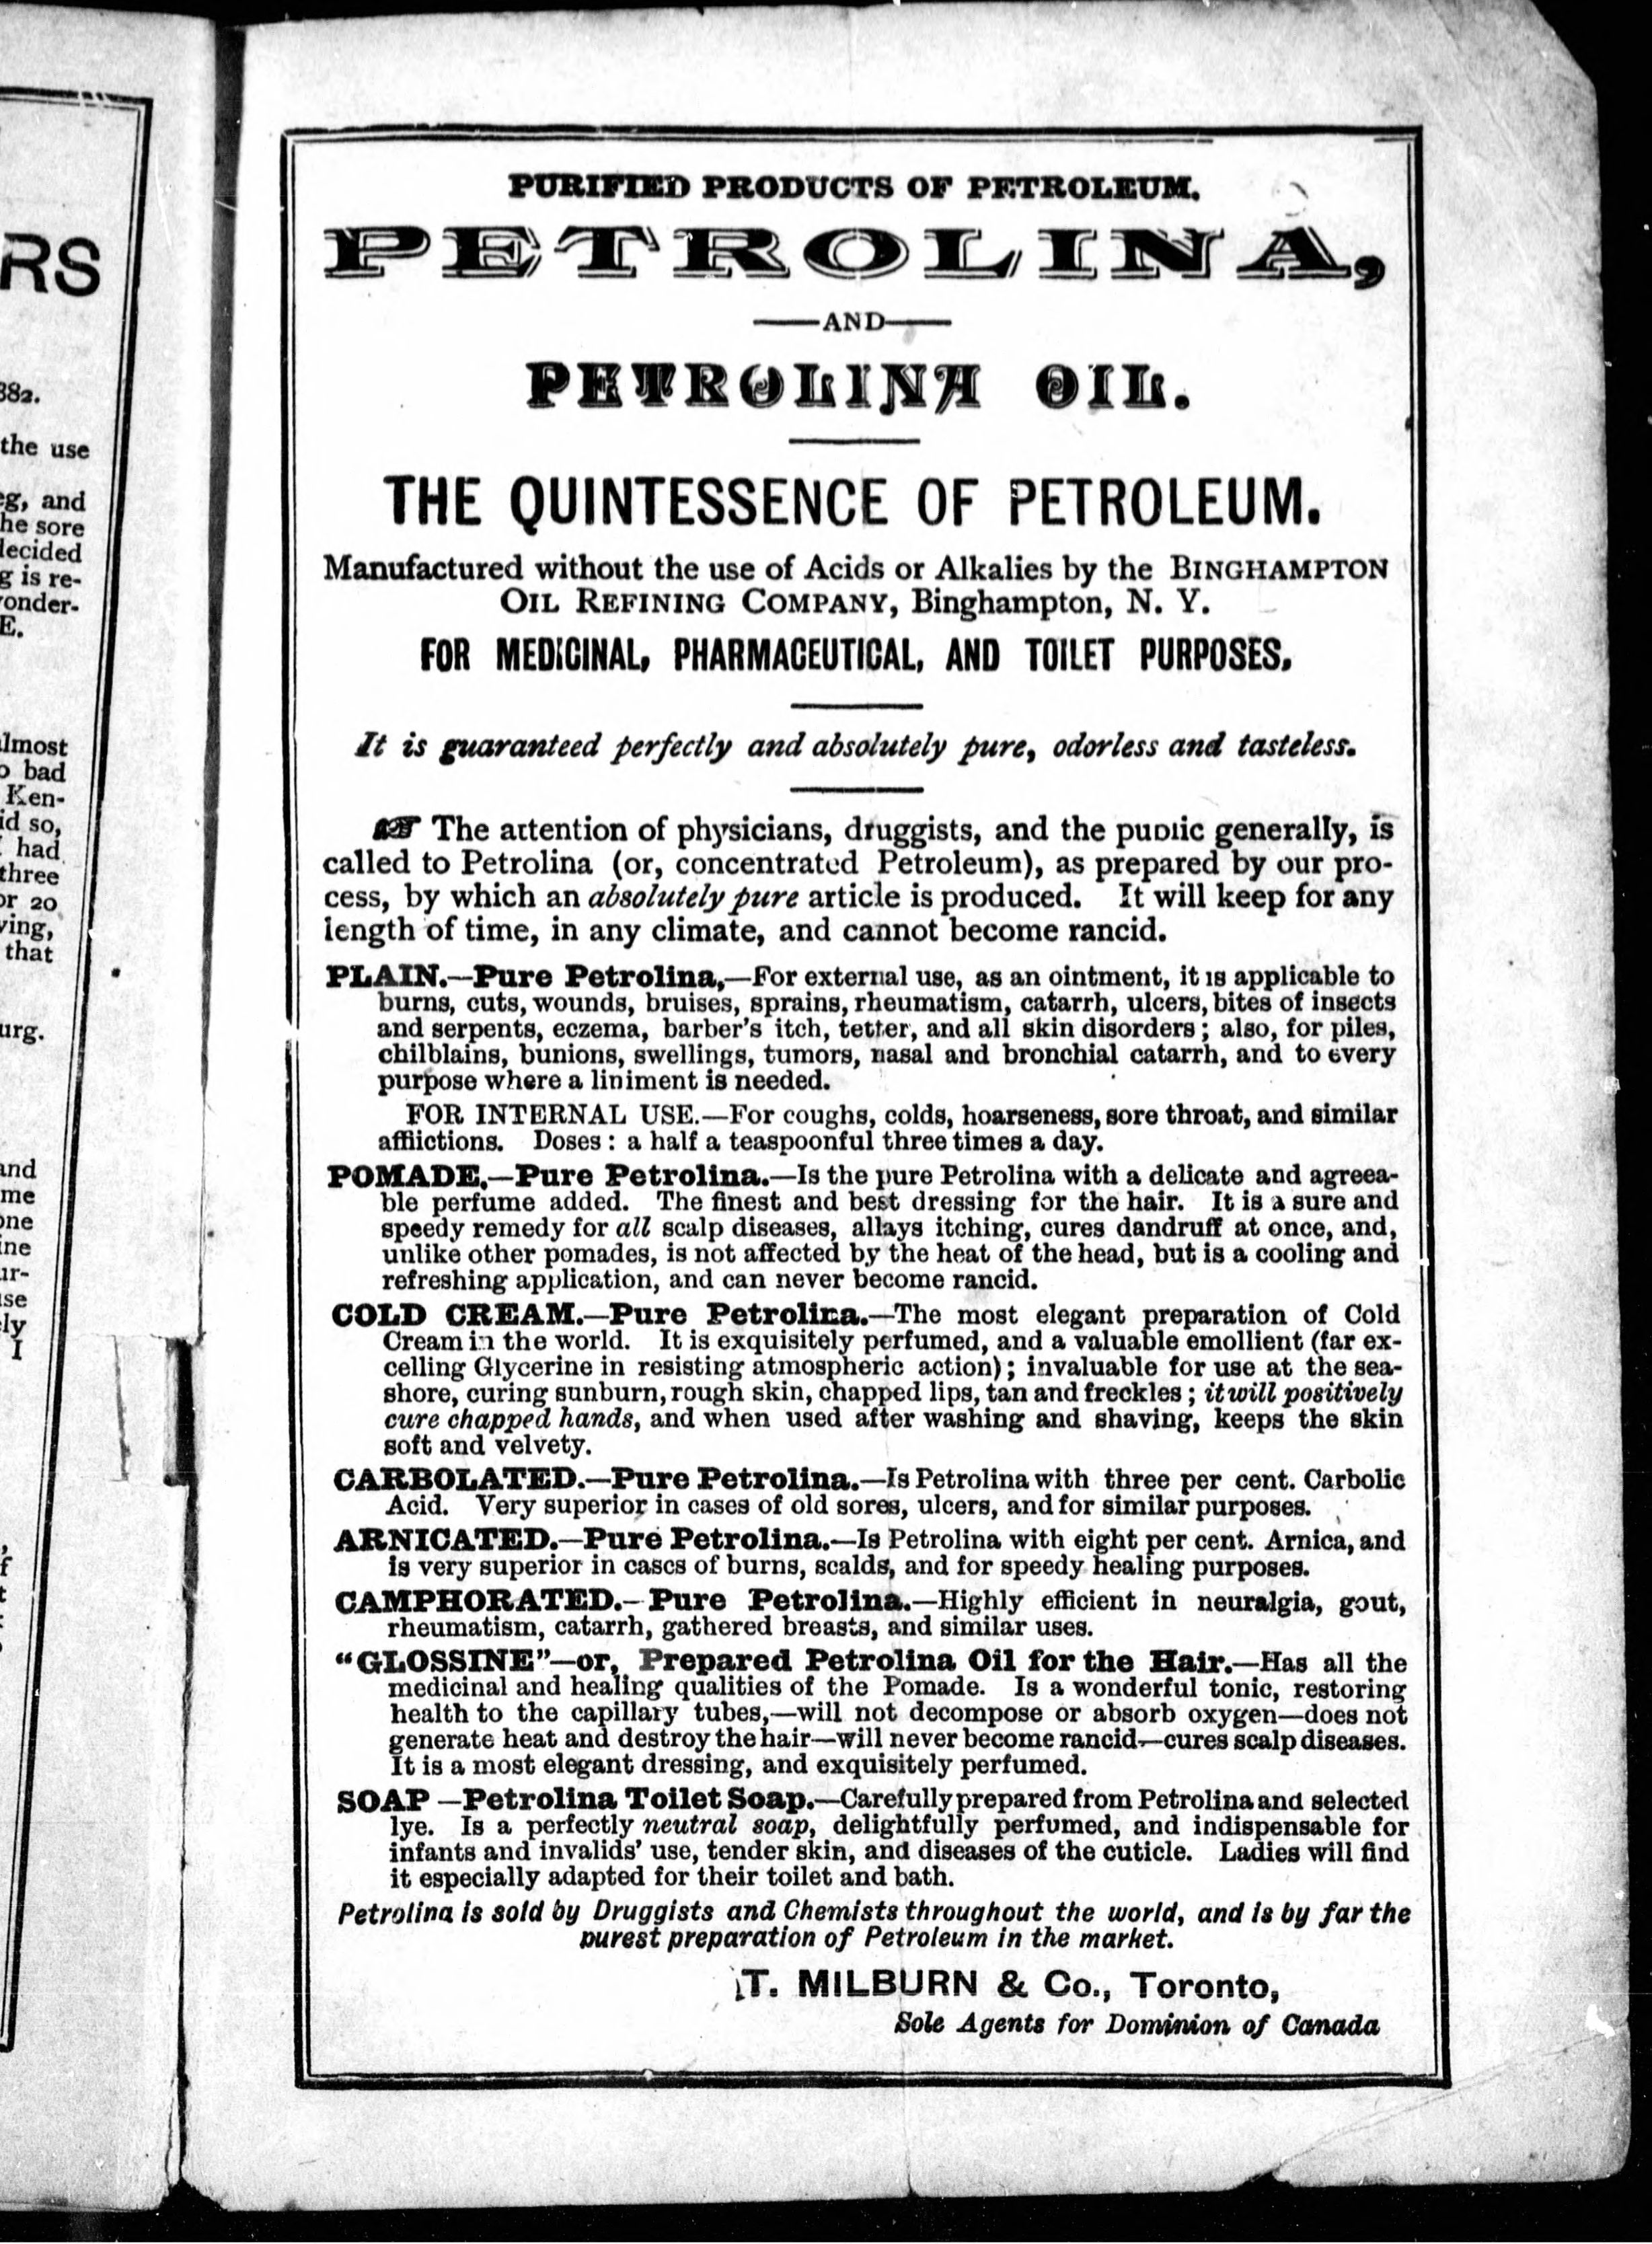 RS
382.
the use
eg, and
he sore
lecided
g is re-
onder-
E.
lmost
o bad
Ken-
id so,
had
three
or 20
ving,
that
urg.
and
me
one
ine
ur-
ise
ly
I
PURIFIED PRODUCTS OF PETROLEUM.
PETROLINA,
—AND—
PETROLINA OIL.
THE QUINTESSENCE OF PETROLEUM.
Manufactured without the use of Acids or Alkalies by the BINGHAMPTON
OIL REFINING COMPANY, Binghampton, N. Y.
FOR MEDICINAL, PHARMACEUTICAL, AND TOILET PURPOSES.
It is guaranteed perfectly and absolutely pure, odorless and tasteless.
☞ The attention of physicians, druggists, and the public generally, is
called to Petrolina (or, concentrated Petroleum), as prepared by our pro-
cess, by which an absolutely pure article is produced. It will keep for any
length of time, in any climate, and cannot become rancid.
PLAIN.—Pure Petrolina,—For external use, as an ointment, it is applicable to
burns, cuts, wounds, bruises, sprains, rheumatism, catarrh, ulcers, bites of insects
and serpents, eczema, barber's itch, tetter, and all skin disorders; also, for piles,
chilblains, bunions, swellings, tumors, nasal and bronchial catarrh, and to every
purpose where a liniment is needed.
FOR INTERNAL USE.—For coughs, colds, hoarseness, sore throat, and similar
afflictions. Doses: a half a teaspoonful three times a day.
POMADE.—Pure Petrolina.—Is the pure Petrolina with a delicate and agreea-
ble perfume added. The finest and best dressing for the hair. It is a sure and
speedy remedy for all scalp diseases, allays itching, cures dandruff at once, and,
unlike other pomades, is not affected by the heat of the head, but is a cooling and
refreshing application, and can never become rancid.
COLD CREAM.—Pure Petrolina.—The most elegant preparation of Cold
Cream in the world. It is exquisitely perfumed, and a valuable emollient (far ex-
celling Glycerine in resisting atmospheric action); invaluable for use at the sea-
shore, curing sunburn, rough skin, chapped lips, tan and freckles; it will positively
cure chapped hands, and when used after washing and shaving, keeps the skin
soft and velvety.
CARBOLATED.—Pure Petrolina.—Is Petrolina with three per cent. Carbolic
Acid. Very superior in cases of old sores, ulcers, and for similar purposes.
ARNICATED.—Pure Petrolina.—Is Petrolina with eight per cent. Arnica, and
is very superior in cases of burns, scalds, and for speedy healing purposes.
CAMPHORATED.—Pure Petrolina.—Highly efficient in neuralgia, gout,
rheumatism, catarrh, gathered breasts, and similar uses.
"GLOSSINE"—or, Prepared Petrolina Oil for the Hair.—Has all the
medicinal and healing qualities of the Pomade. Is a wonderful tonic, restoring
health to the capillary tubes,—will not decompose or absorb oxygen—does not
generate heat and destroy the hair—will never become rancid—cures scalp diseases.
It is a most elegant dressing, and exquisitely perfumed.
SOAP—Petrolina Toilet Soap.—Carefully prepared from Petrolina and selected
lye. Is a perfectly neutral soap, delightfully perfumed, and indispensable for
infants and invalids' use, tender skin, and diseases of the cuticle. Ladies will find
it especially adapted for their toilet and bath.
Petrolina is sold by Druggists and Chemists throughout the world, and is by far the
purest preparation of Petroleum in the market.
T. MILBURN & Co., Toronto,
Sole Agents for Dominion of Canada